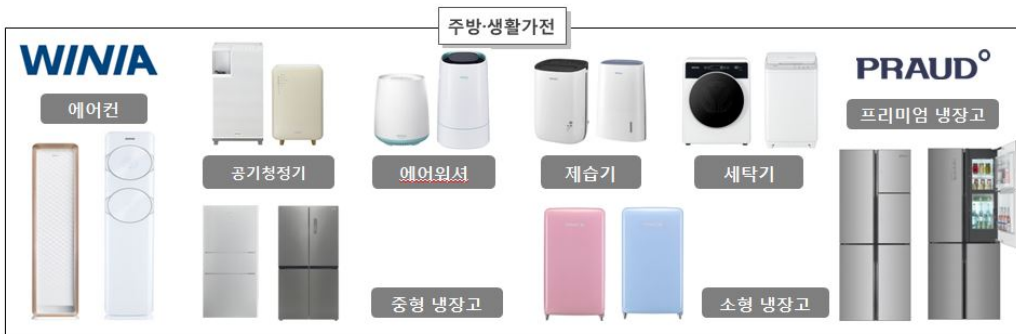 주방·생활가전
WINIA
PRAUD
에어컨
프리미엄 냉장고
공기청정기
에어워셔
제습기
세탁기
중형 냉장고
소형 냉장고